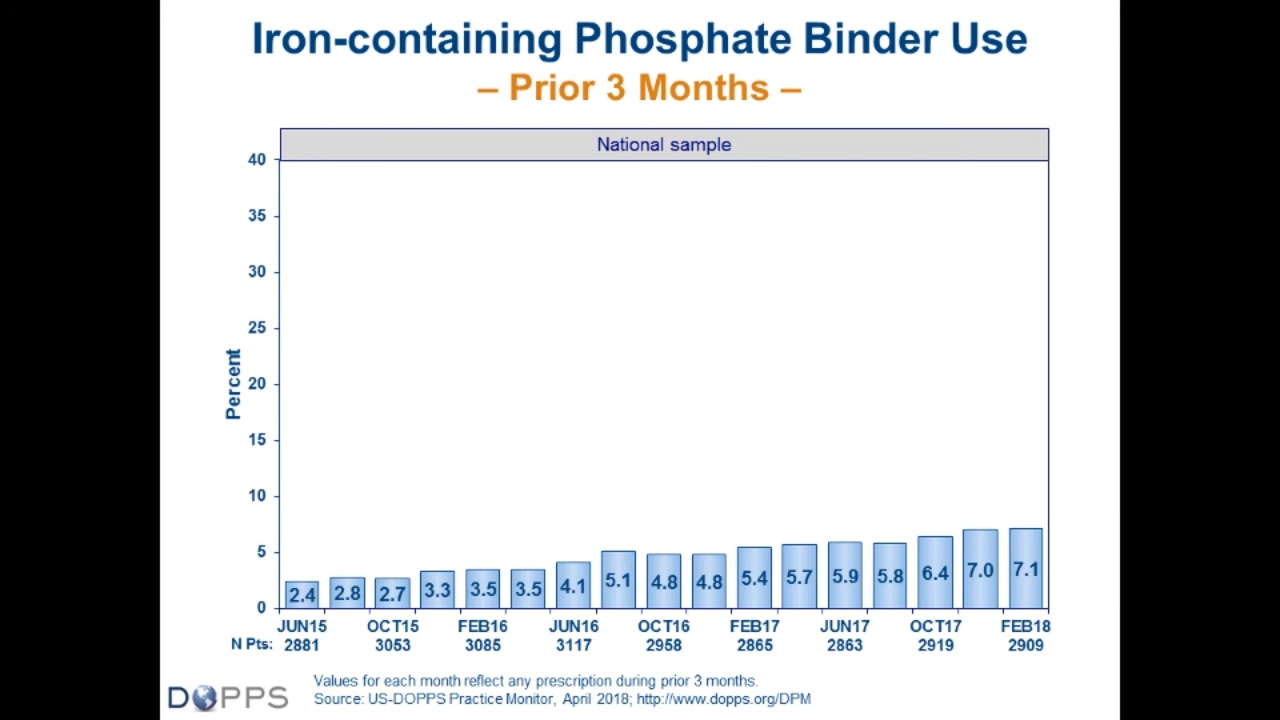 Iron-containing Phosphate Binder Use
– Prior 3 Months –
National sample
Percent
40
35
30
25
20
15
10
5
0
2.4 2.8 2.7 3.3 3.5 3.5 4.1 5.1 4.8 4.8 5.4 5.7 5.9 5.8 6.4 7.0 7.1
JUN15 OCT15 FEB16 JUN16 OCT16 FEB17 JUN17 OCT17 FEB18
N Pts: 2881 3053 3085 3117 2958 2865 2863 2919 2909
Values for each month reflect any prescription during prior 3 months.
Source: US-DOPPS Practice Monitor, April 2018; http://www.dopps.org/DPM
DOPPS